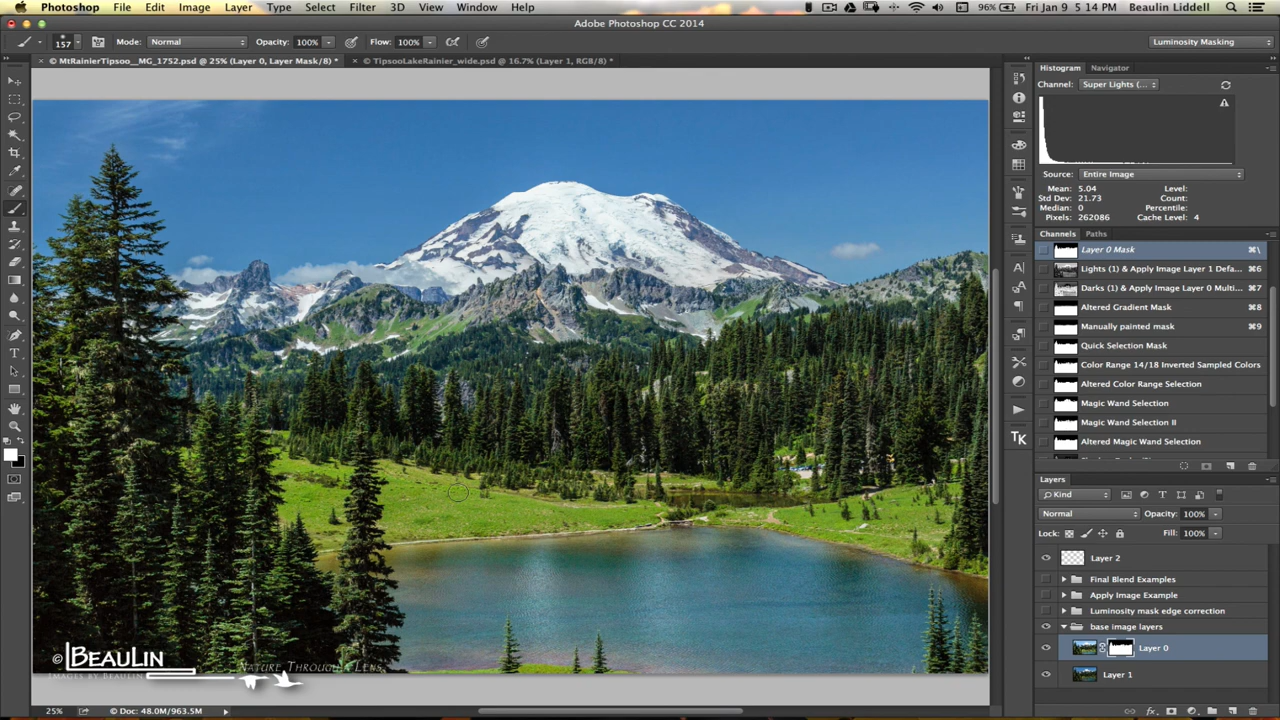 Photoshop File Edit Image Layer Type Select Filter 3D View Window Help 96% Fri Jan 9 5:14 PM Beaulin Liddell
Adobe Photoshop CC 2014
157 Mode: Normal Opacity: 100% Flow: 100% Luminosity Masking
× MtRainierTipsoo__MG_1752.psd @ 25% (Layer 0, Layer Mask/8) * × TipsooLakeRainier_wide.psd @ 16.7% (Layer 1, RGB/8) *
Histogram Navigator
Channel: Super Lights (...
Source: Entire Image
Mean: 5.04 Level:
Std Dev: 21.73 Count:
Median: 0 Percentile:
Pixels: 262086 Cache Level: 4
Channels Paths
Layer 0 Mask ⌘\
Lights (1) & Apply Image Layer 1 Defa... ⌘6
Darks (1) & Apply Image Layer 0 Multi... ⌘7
Altered Gradient Mask ⌘8
Manually painted mask ⌘9
Quick Selection Mask
Color Range 14/18 Inverted Sampled Colors
Altered Color Range Selection
Magic Wand Selection
Magic Wand Selection II
Altered Magic Wand Selection
TK
Layers
Kind
Normal Opacity: 100%
Lock: Fill: 100%
Layer 2
Final Blend Examples
Apply Image Example
Luminosity mask edge correction
base image layers
Layer 0
Layer 1
© BEAULIN
NATURE THROUGH A LENS
IMAGES BY BEAULIN
25% Doc: 48.0M/963.5M